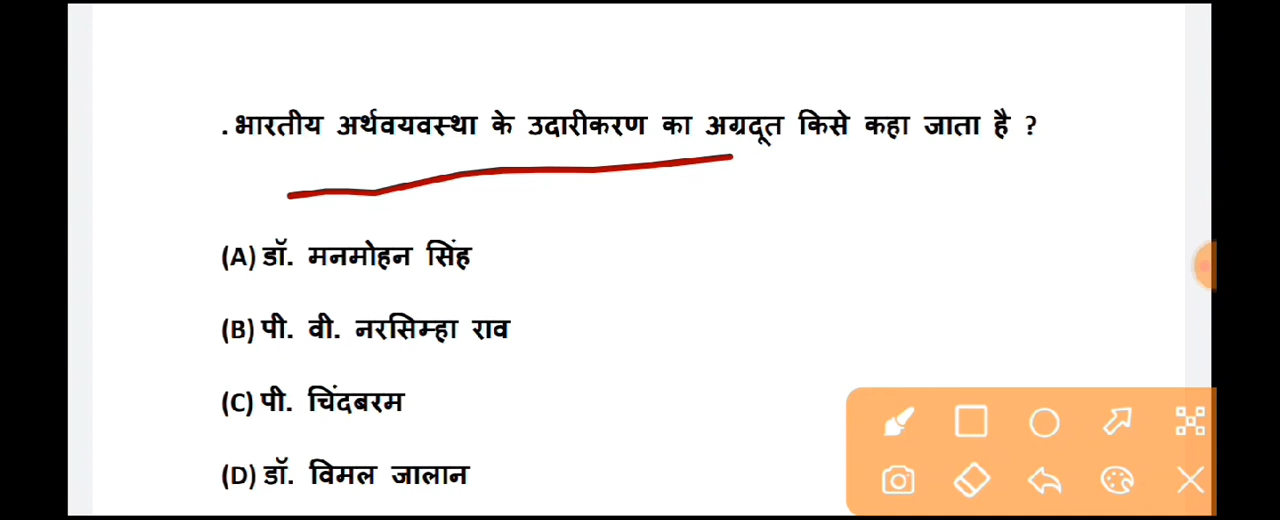 . भारतीय अर्थवयवस्था के उदारीकरण का अग्रदूत किसे कहा जाता है ?
(A) डॉ. मनमोहन सिंह
(B) पी. वी. नरसिम्हा राव
(C) पी. चिंदबरम
(D) डॉ. विमल जालान